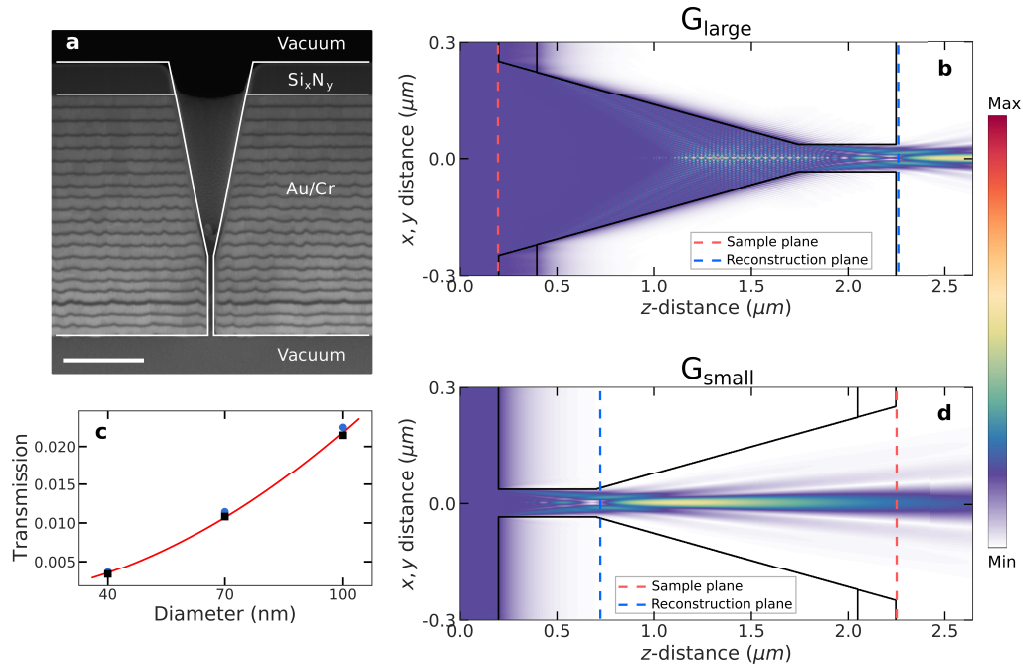 a
Vacuum
SixNy
Au/Cr
Vacuum
Glarge
b
0.3
0.0
-0.3
x, y distance (μm)
Sample plane
Reconstruction plane
0.0 0.5 1.0 1.5 2.0 2.5
z-distance (μm)
Max
Min
c
Transmission
0.020
0.015
0.010
0.005
40 70 100
Diameter (nm)
Gsmall
d
0.3
0.0
-0.3
x, y distance (μm)
Sample plane
Reconstruction plane
0.0 0.5 1.0 1.5 2.0 2.5
z-distance (μm)